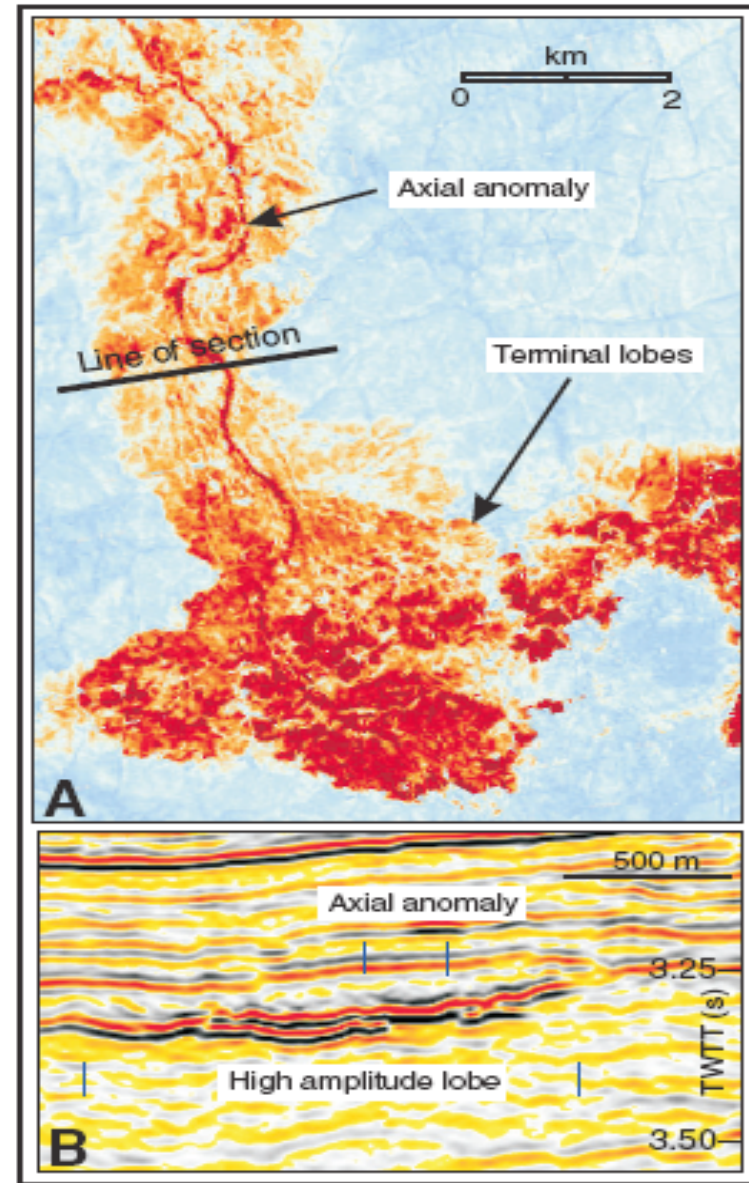 km
0 2
Axial anomaly
Line of section
Terminal lobes
A
500 m
Axial anomaly
3.25
TWTT (s)
High amplitude lobe
B
3.50